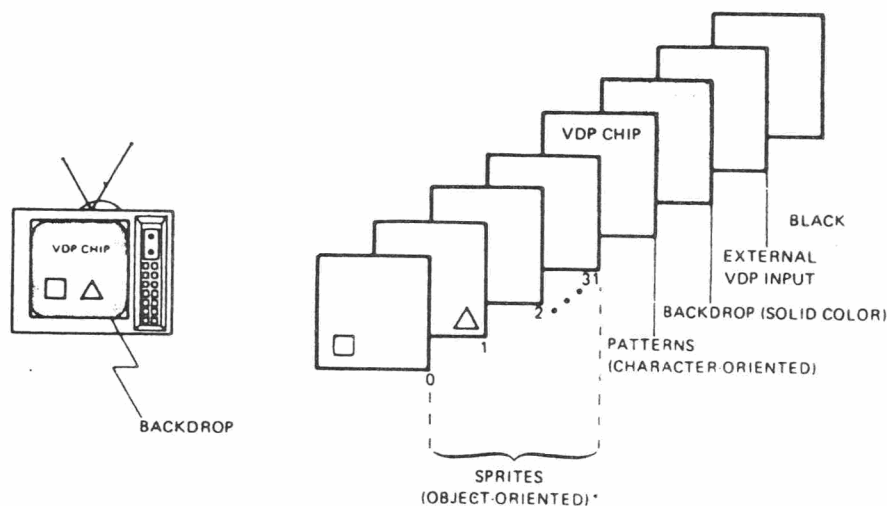 VDP CHIP
BACKDROP
VDP CHIP
BLACK
EXTERNAL
VDP INPUT
BACKDROP (SOLID COLOR)
PATTERNS
(CHARACTER-ORIENTED)
31
2
1
0
SPRITES
(OBJECT-ORIENTED)*